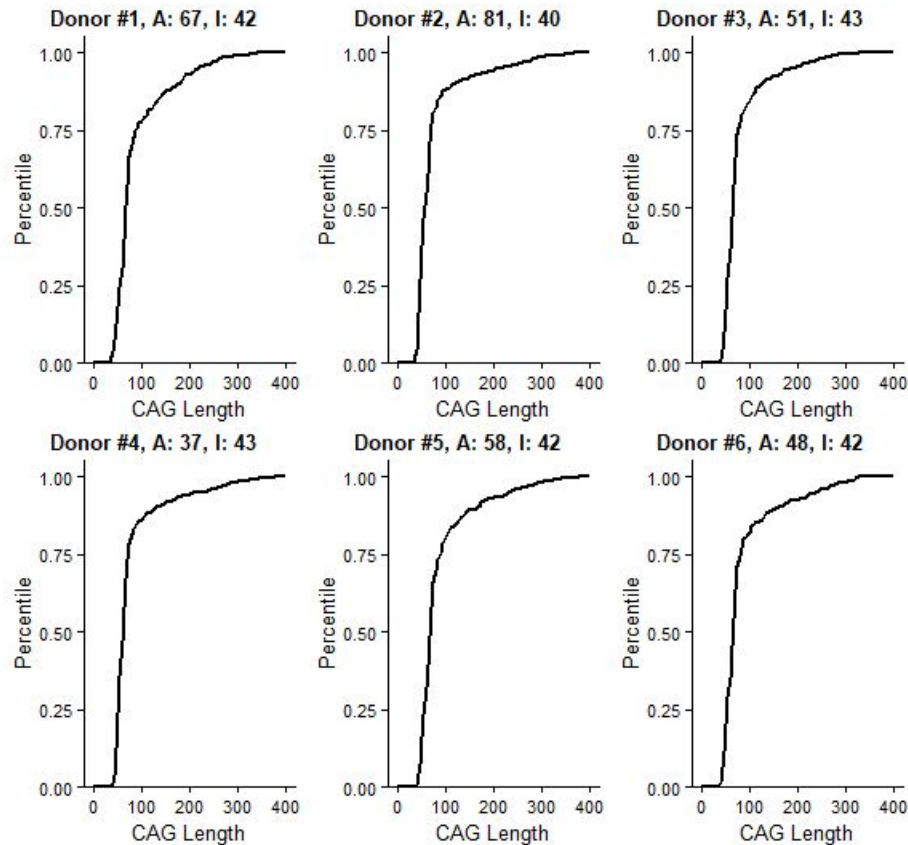 Donor #1, A: 67, I: 42
1.00
0.75
0.50
0.25
0.00
Percentile
0 100 200 300 400
CAG Length
Donor #2, A: 81, I: 40
1.00
0.75
0.50
0.25
0.00
Percentile
0 100 200 300 400
CAG Length
Donor #3, A: 51, I: 43
1.00
0.75
0.50
0.25
0.00
Percentile
0 100 200 300 400
CAG Length
Donor #4, A: 37, I: 43
1.00
0.75
0.50
0.25
0.00
Percentile
0 100 200 300 400
CAG Length
Donor #5, A: 58, I: 42
1.00
0.75
0.50
0.25
0.00
Percentile
0 100 200 300 400
CAG Length
Donor #6, A: 48, I: 42
1.00
0.75
0.50
0.25
0.00
Percentile
0 100 200 300 400
CAG Length